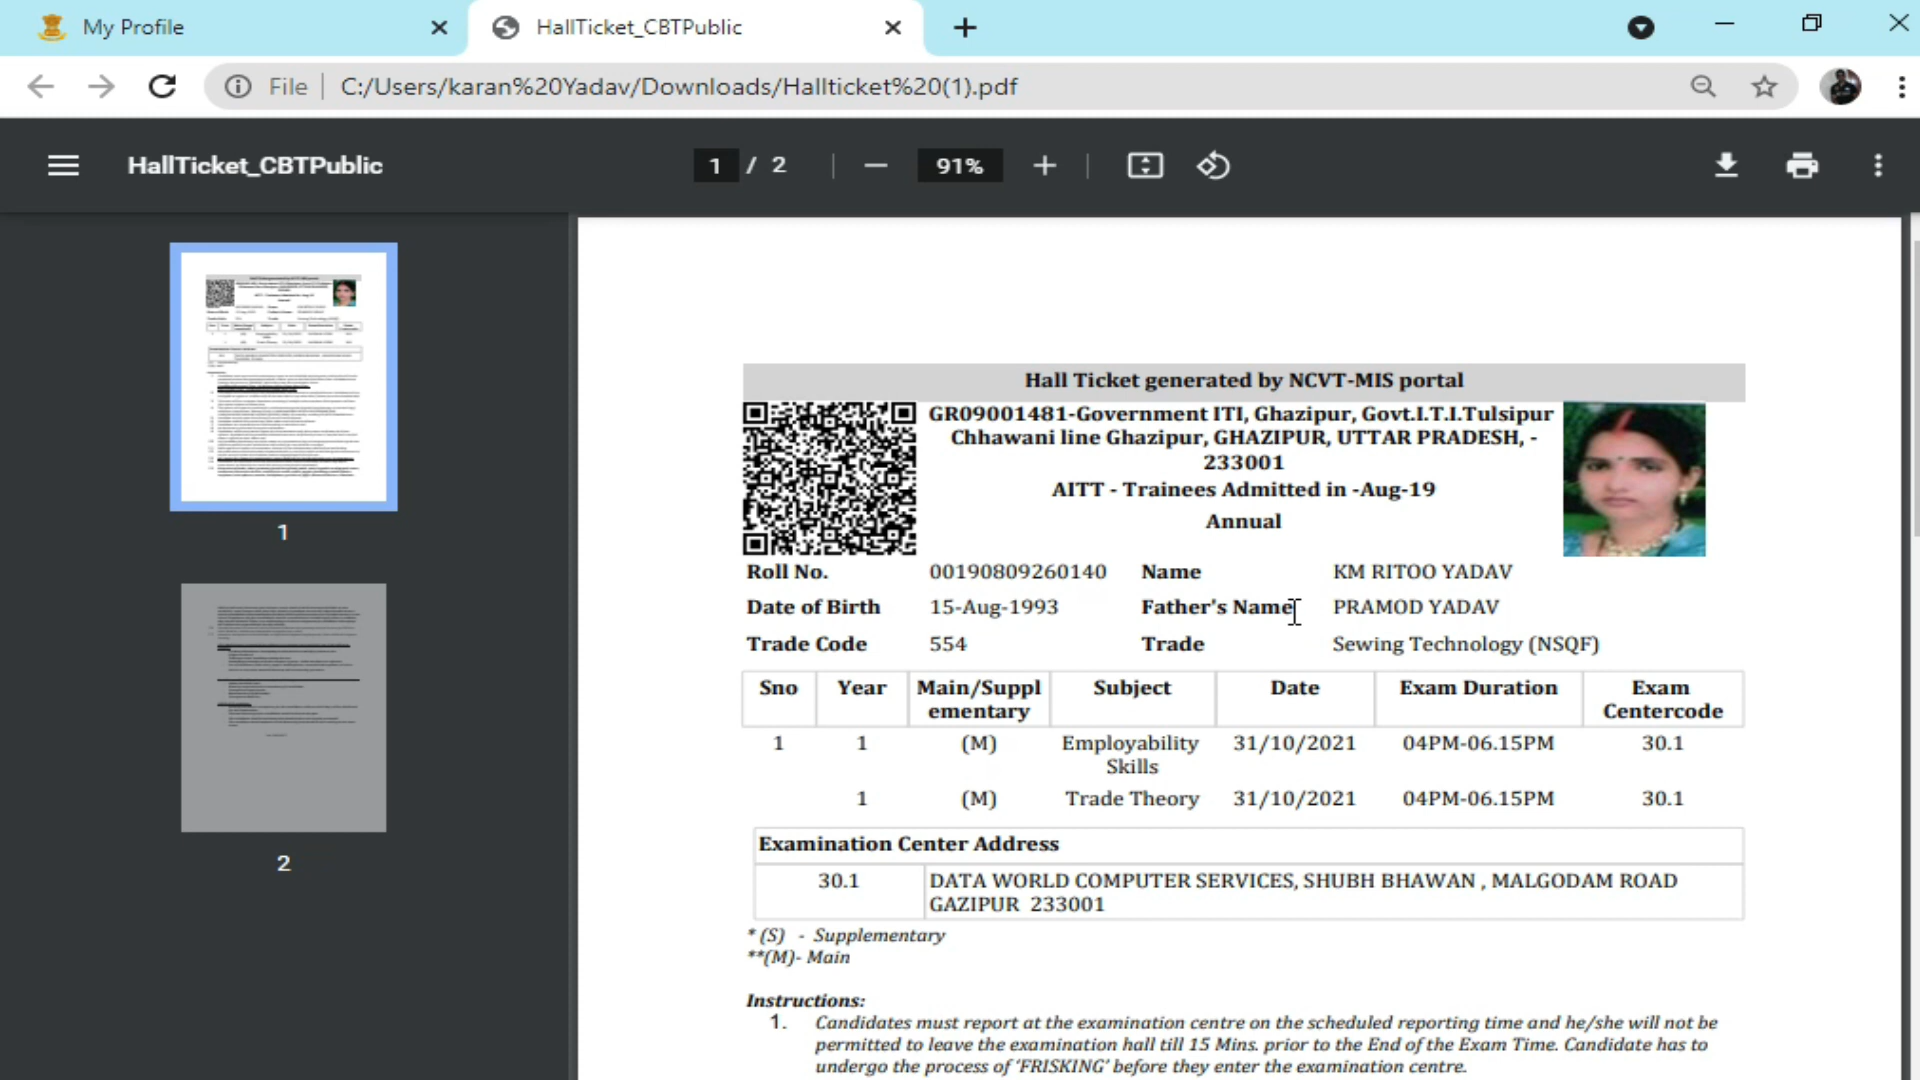 My Profile
HallTicket_CBTPublic
File
C:/Users/karan%20Yadav/Downloads/Hallticket%20(1).pdf
HallTicket_CBTPublic
1 / 2
91%
1
2
Hall Ticket generated by NCVT-MIS portal
GR09001481-Government ITI, Ghazipur, Govt.I.T.I.Tulsipur
Chhawani line Ghazipur, GHAZIPUR, UTTAR PRADESH, -
233001
AITT - Trainees Admitted in -Aug-19
Annual
Roll No. 00190809260140 Name KM RITOO YADAV
Date of Birth 15-Aug-1993 Father's Name PRAMOD YADAV
Trade Code 554 Trade Sewing Technology (NSQF)
Sno Year Main/Suppl Subject Date Exam Duration Exam
ementary Centercode
1 1 (M) Employability 31/10/2021 04PM-06.15PM 30.1
Skills
1 (M) Trade Theory 31/10/2021 04PM-06.15PM 30.1
Examination Center Address
30.1 DATA WORLD COMPUTER SERVICES, SHUBH BHAWAN , MALGODAM ROAD
GAZIPUR 233001
* (S) - Supplementary
**(M)- Main
Instructions:
1. Candidates must report at the examination centre on the scheduled reporting time and he/she will not be
permitted to leave the examination hall till 15 Mins. prior to the End of the Exam Time. Candidate has to
undergo the process of 'FRISKING' before they enter the examination centre.